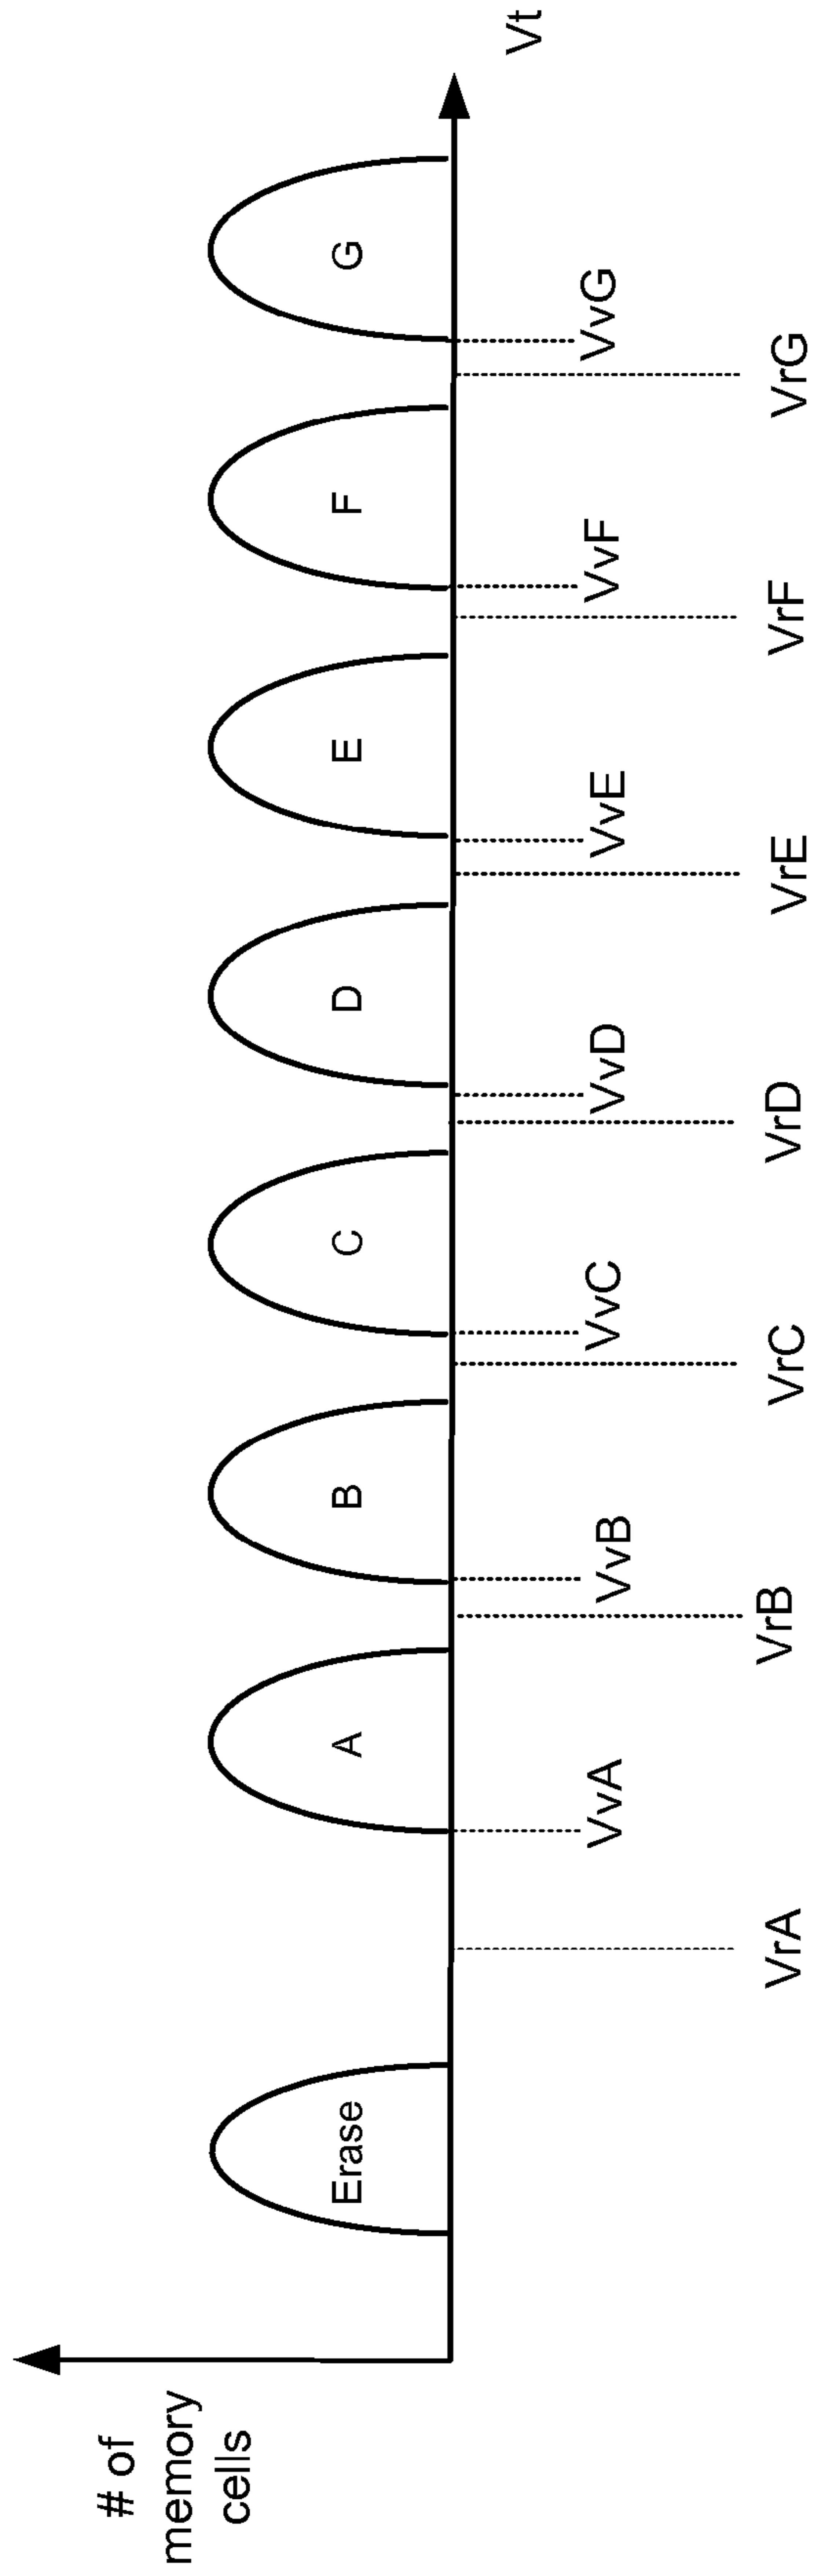 # of
memory
cells
Erase
A
B
C
D
E
F
G
Vt
VvA
VvB
VvC
VvD
VvE
VvF
VvG
VrA
VrB
VrC
VrD
VrE
VrF
VrG